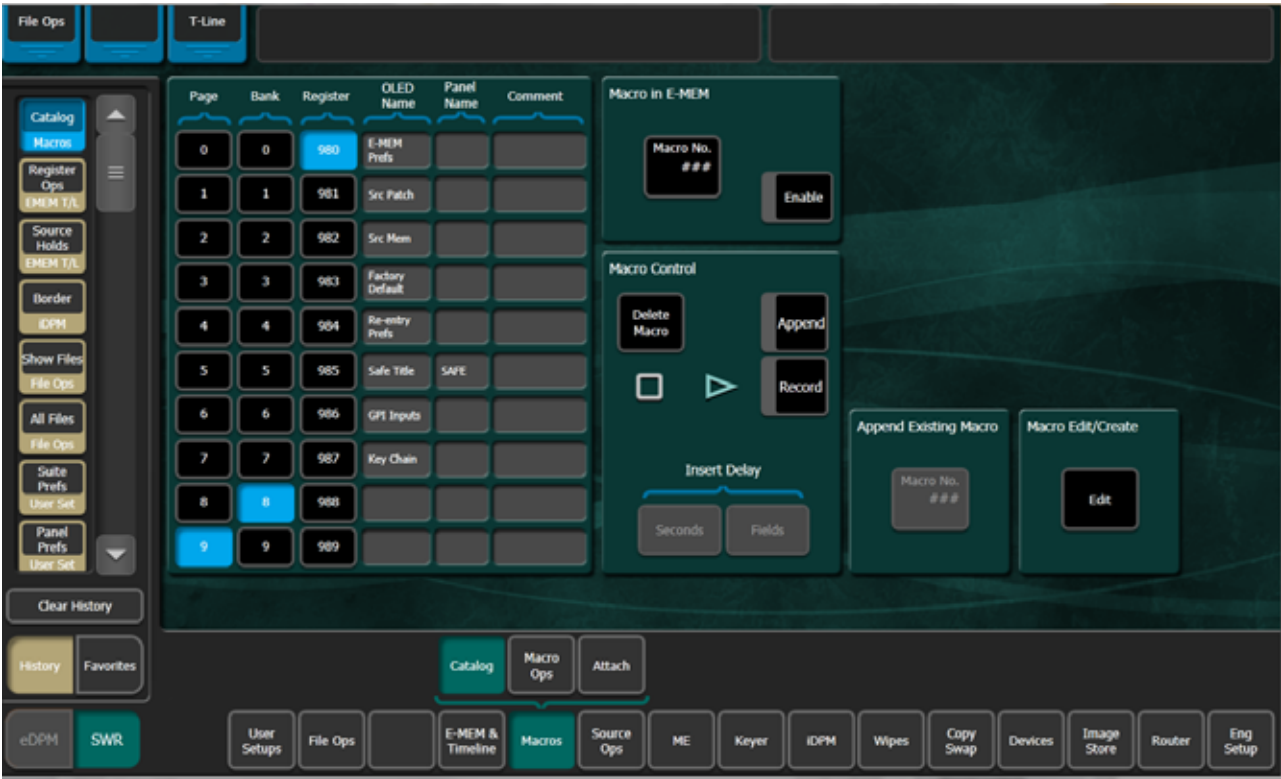 File Ops
T-Line
Catalog
Macros
Register
Ops
EMEM T/L
Source
Holds
EMEM T/L
Border
iDPM
Show Files
File Ops
All Files
File Ops
Suite
Prefs
User Set
Panel
Prefs
User Set
Clear History
History Favorites
eDPM SWR
Page Bank Register OLED Name Panel Name Comment
0 0 980 E-MEM Prefs
1 1 981 Src Patch
2 2 982 Src Mem
3 3 983 Factory Default
4 4 984 Re-entry Prefs
5 5 985 Safe Title SAFE
6 6 986 GPI Inputs
7 7 987 Key Chain
8 8 988
9 9 989
Macro in E-MEM
Macro No.
###
Enable
Macro Control
Delete
Macro
Append
Record
Insert Delay
Seconds Fields
Append Existing Macro
Macro No.
###
Macro Edit/Create
Edit
Catalog Macro Ops Attach
User Setups File Ops E-MEM & Timeline Macros Source Ops ME Keyer iDPM Wipes Copy Swap Devices Image Store Router Eng Setup